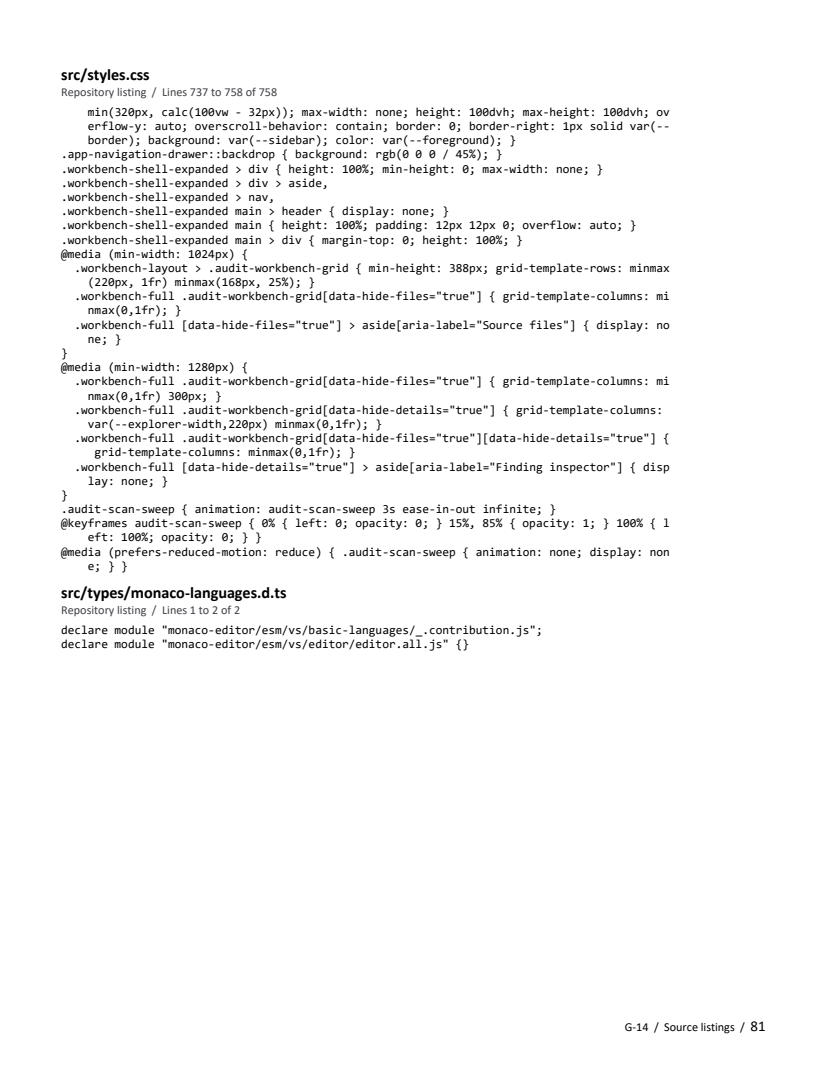 src/styles.css
Repository listing / Lines 737 to 758 of 758
min(320px, calc(100vw - 32px)); max-width: none; height: 100dvh; max-height: 100dvh; ov
erflow-y: auto; overscroll-behavior: contain; border: 0; border-right: 1px solid var(--
border); background: var(--sidebar); color: var(--foreground); }
.app-navigation-drawer::backdrop { background: rgb(0 0 0 / 45%); }
.workbench-shell-expanded > div { height: 100%; min-height: 0; max-width: none; }
.workbench-shell-expanded > div > aside,
.workbench-shell-expanded > nav,
.workbench-shell-expanded main > header { display: none; }
.workbench-shell-expanded main { height: 100%; padding: 12px 12px 0; overflow: auto; }
.workbench-shell-expanded main > div { margin-top: 0; height: 100%; }
@media (min-width: 1024px) {
.workbench-layout > .audit-workbench-grid { min-height: 388px; grid-template-rows: minmax
(220px, 1fr) minmax(168px, 25%); }
.workbench-full .audit-workbench-grid[data-hide-files="true"] { grid-template-columns: mi
nmax(0,1fr); }
.workbench-full [data-hide-files="true"] > aside[aria-label="Source files"] { display: no
ne; }
}
@media (min-width: 1280px) {
.workbench-full .audit-workbench-grid[data-hide-files="true"] { grid-template-columns: mi
nmax(0,1fr) 300px; }
.workbench-full .audit-workbench-grid[data-hide-details="true"] { grid-template-columns:
var(--explorer-width,220px) minmax(0,1fr); }
.workbench-full .audit-workbench-grid[data-hide-files="true"][data-hide-details="true"] {
grid-template-columns: minmax(0,1fr); }
.workbench-full [data-hide-details="true"] > aside[aria-label="Finding inspector"] { disp
lay: none; }
}
.audit-scan-sweep { animation: audit-scan-sweep 3s ease-in-out infinite; }
@keyframes audit-scan-sweep { 0% { left: 0; opacity: 0; } 15%, 85% { opacity: 1; } 100% { l
eft: 100%; opacity: 0; } }
@media (prefers-reduced-motion: reduce) { .audit-scan-sweep { animation: none; display: non
e; } }
src/types/monaco-languages.d.ts
Repository listing / Lines 1 to 2 of 2
declare module "monaco-editor/esm/vs/basic-languages/_.contribution.js";
declare module "monaco-editor/esm/vs/editor/editor.all.js" {}
G-14 / Source listings / 81